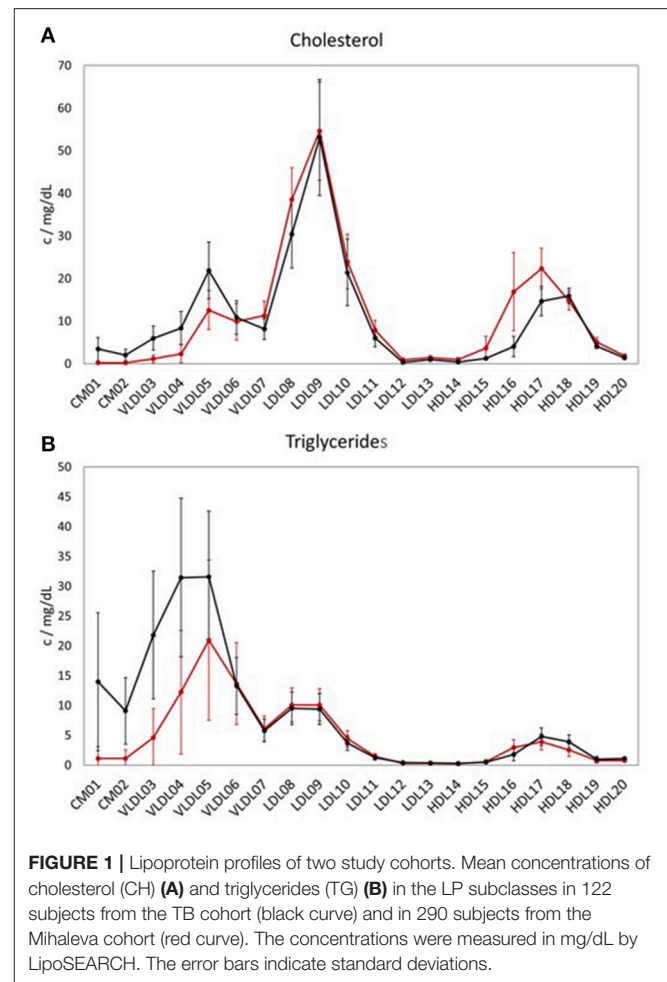 A
Cholesterol
70
60
50
40
30
20
10
0
c / mg/dL
CM01
CM02
VLDL03
VLDL04
VLDL05
VLDL06
VLDL07
LDL08
LDL09
LDL10
LDL11
LDL12
LDL13
HDL14
HDL15
HDL16
HDL17
HDL18
HDL19
HDL20
B
Triglycerides
50
45
40
35
30
25
20
15
10
5
0
c / mg/dL
CM01
CM02
VLDL03
VLDL04
VLDL05
VLDL06
VLDL07
LDL08
LDL09
LDL10
LDL11
LDL12
LDL13
HDL14
HDL15
HDL16
HDL17
HDL18
HDL19
HDL20
FIGURE 1 | Lipoprotein profiles of two study cohorts. Mean concentrations of
cholesterol (CH) (A) and triglycerides (TG) (B) in the LP subclasses in 122
subjects from the TB cohort (black curve) and in 290 subjects from the
Mihaleva cohort (red curve). The concentrations were measured in mg/dL by
LipoSEARCH. The error bars indicate standard deviations.